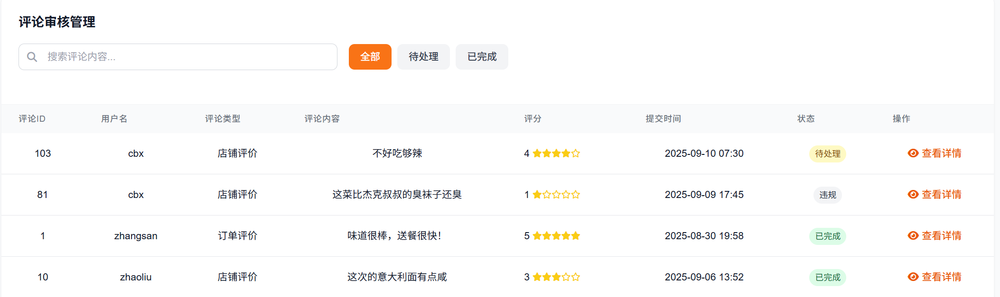 评论审核管理
搜索评论内容...
全部 待处理 已完成
评论ID 用户名 评论类型 评论内容 评分 提交时间 状态 操作
103 cbx 店铺评价 不好吃够辣 4 2025-09-10 07:30 待处理 查看详情
81 cbx 店铺评价 这菜比杰克叔叔的臭袜子还臭 1 2025-09-09 17:45 违规 查看详情
1 zhangsan 订单评价 味道很棒，送餐很快！ 5 2025-08-30 19:58 已完成 查看详情
10 zhaoliu 店铺评价 这次的意大利面有点咸 3 2025-09-06 13:52 已完成 查看详情